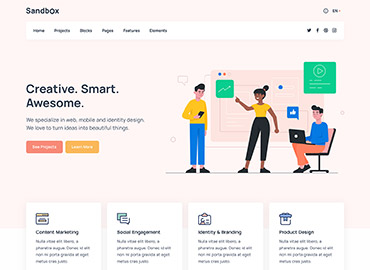 Sandbox
EN
Home Projects Blocks Pages Features Elements
Creative. Smart.
Awesome.
We specialize in web, mobile and identity design.
We love to turn ideas into beautiful things.
See Projects Learn More
Content Marketing
Nulla vitae elit libero, a
pharetra augue. Donec id elit
non mi porta gravida at eget
metus cras justo.
Social Engagement
Nulla vitae elit libero, a
pharetra augue. Donec id elit
non mi porta gravida at eget
metus cras justo.
Identity & Branding
Nulla vitae elit libero, a
pharetra augue. Donec id elit
non mi porta gravida at eget
metus cras justo.
Product Design
Nulla vitae elit libero, a
pharetra augue. Donec id elit
non mi porta gravida at eget
metus cras justo.